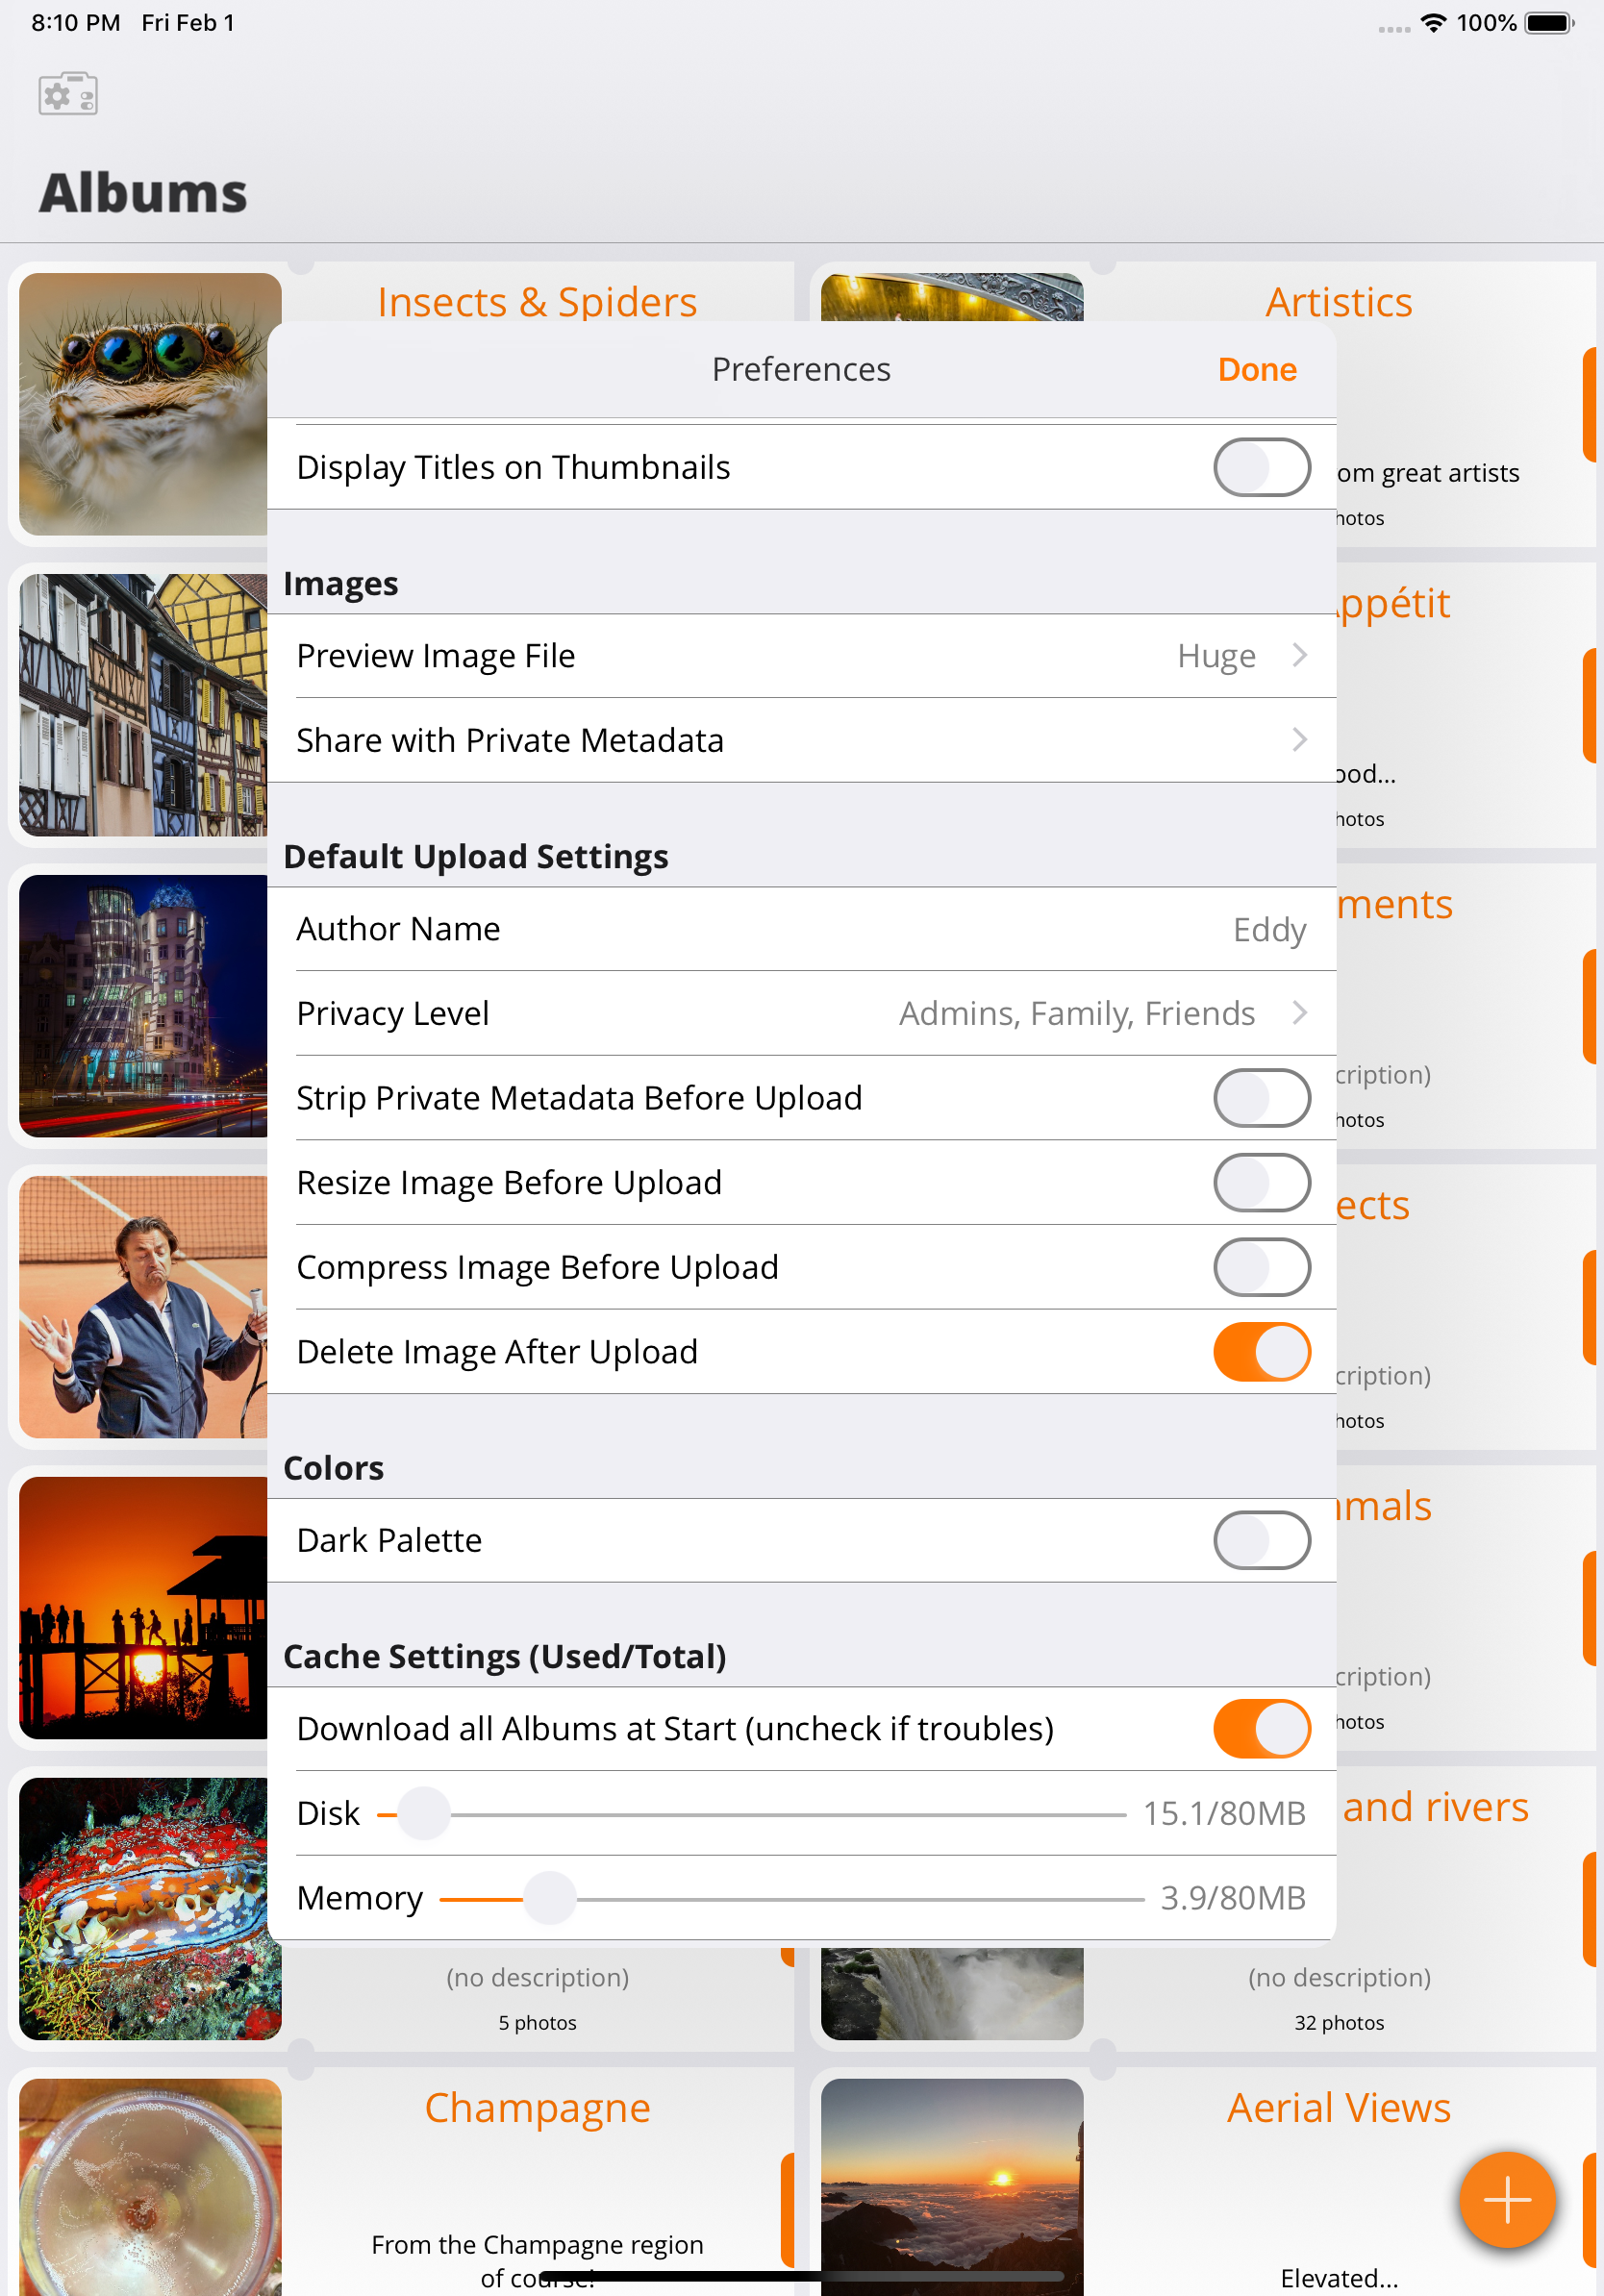 8:10 PM Fri Feb 1
100%
Albums
Insects & Spiders
Artistics
Preferences
Done
Display Titles on Thumbnails
om great artists
hotos
Images
Appétit
Preview Image File
Huge
Share with Private Metadata
ood...
hotos
Default Upload Settings
ments
Author Name
Eddy
Privacy Level
Admins, Family, Friends
cription)
Strip Private Metadata Before Upload
hotos
Resize Image Before Upload
ects
Compress Image Before Upload
Delete Image After Upload
cription)
hotos
Colors
mals
Dark Palette
Cache Settings (Used/Total)
cription)
Download all Albums at Start (uncheck if troubles)
hotos
Disk
15.1/80MB
and rivers
Memory
3.9/80MB
(no description)
(no description)
5 photos
32 photos
Champagne
Aerial Views
From the Champagne region
of course!
Elevated...